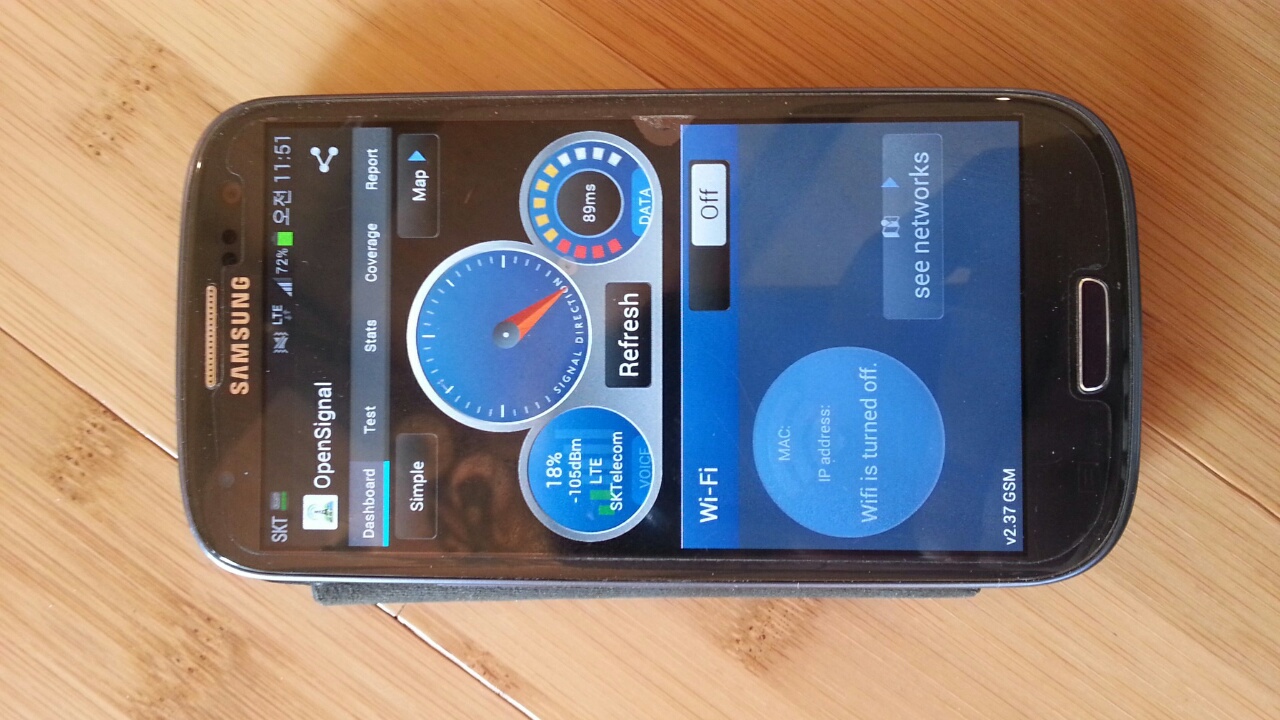 SAMSUNG
SKT LTE 72% 오전 11:51
OpenSignal
Dashboard Test Stats Coverage Report
Simple Map
SIGNAL DIRECTION
18%
-105dBm
LTE
SKTelecom
VOICE
89ms
DATA
Refresh
Wi-Fi Off
MAC:
IP address:
Wifi is turned off.
see networks
v2.37 GSM